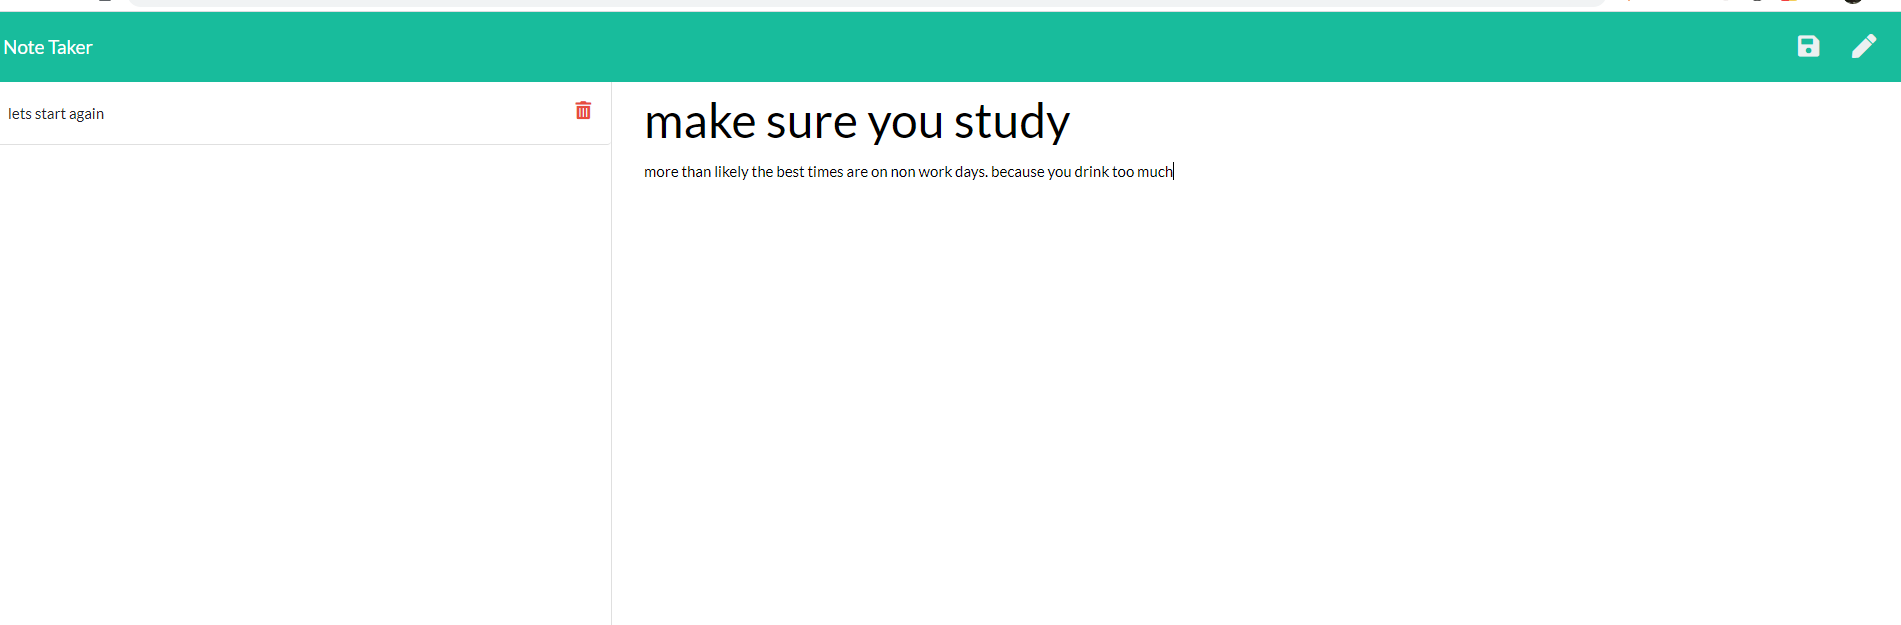 Note Taker
lets start again
make sure you study
more than likely the best times are on non work days. because you drink too much